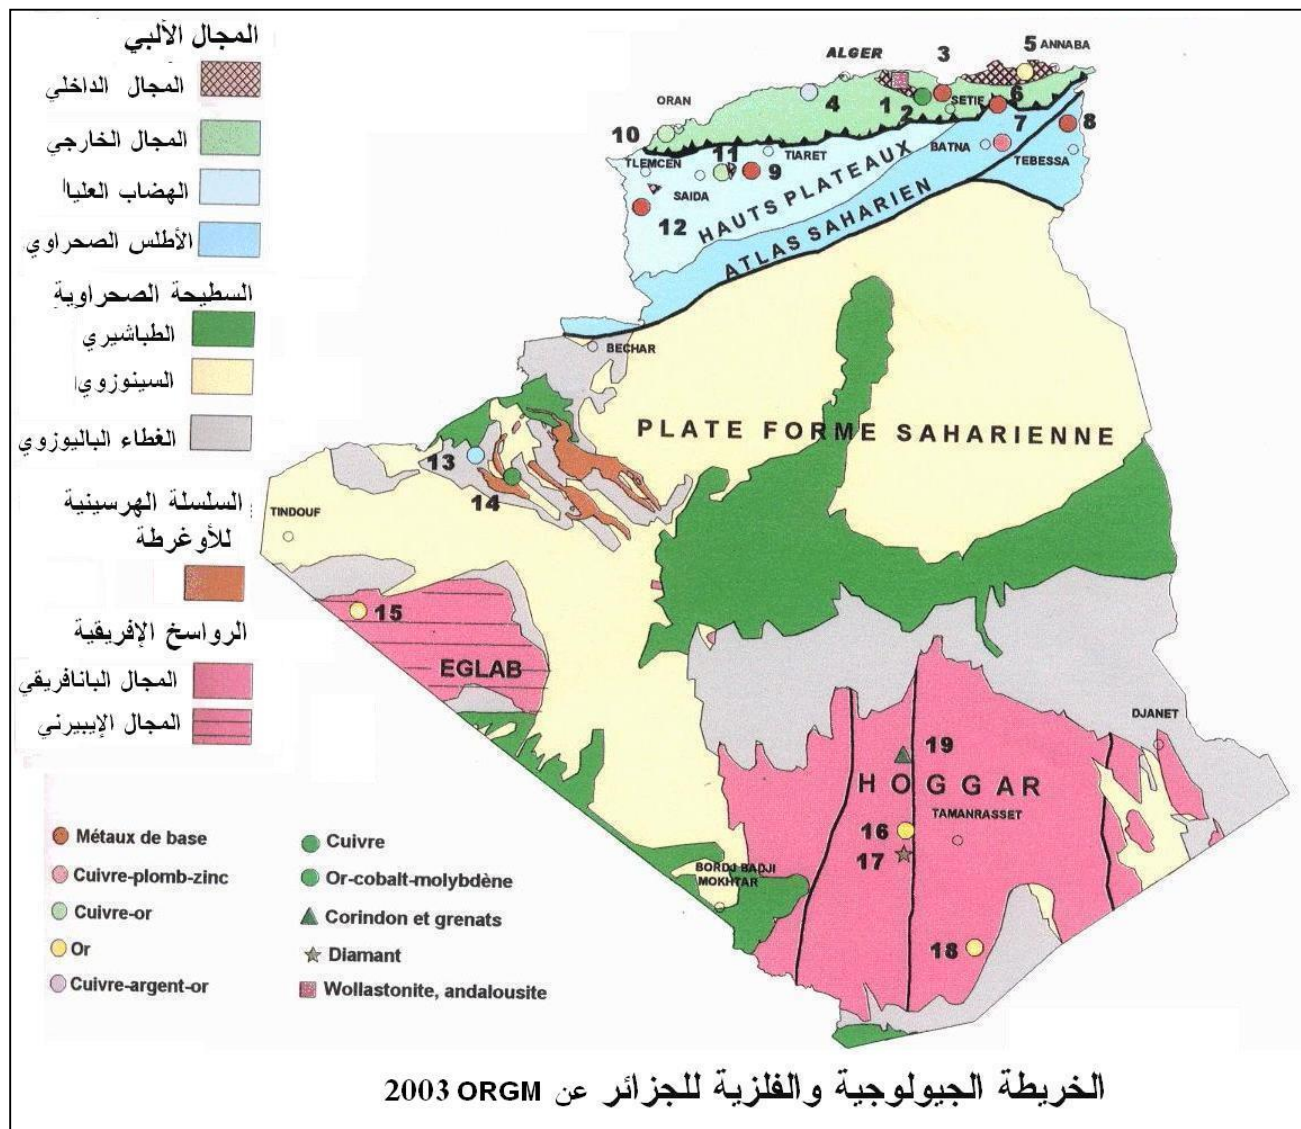 المجال الألبي
المجال الداخلي
المجال الخارجي
الهضاب العليا
الأطلس الصحراوي
السطيحة الصحراوية
الطباشيري
السينوزوي
الغطاء الباليوزوي
السلسلة الهرسينية
للأوغرطة
الرواسخ الإفريقية
المجال البانافريقي
المجال الإيبيرني
Métaux de base
Cuivre-plomb-zinc
Cuivre-or
Or
Cuivre-argent-or
Cuivre
Or-cobalt-molybdène
Corindon et grenats
Diamant
Wollastonite, andalousite
ALGER
3
5
ANNABA
ORAN
4
1
2
SETIF
6
10
7
8
TLEMCEN
11
TIARET
BATNA
TEBESSA
SAIDA
9
12
HAUTS PLATEAUX
ATLAS SAHARIEN
BECHAR
PLATE FORME SAHARIENNE
13
14
TINDOUF
15
EGLAB
DJANET
19
HOGGAR
TAMANRASSET
16
17
BORDJ BADJI
MOKHTAR
18
الخريطة الجيولوجية والفلزية للجزائر عن ORGM 2003